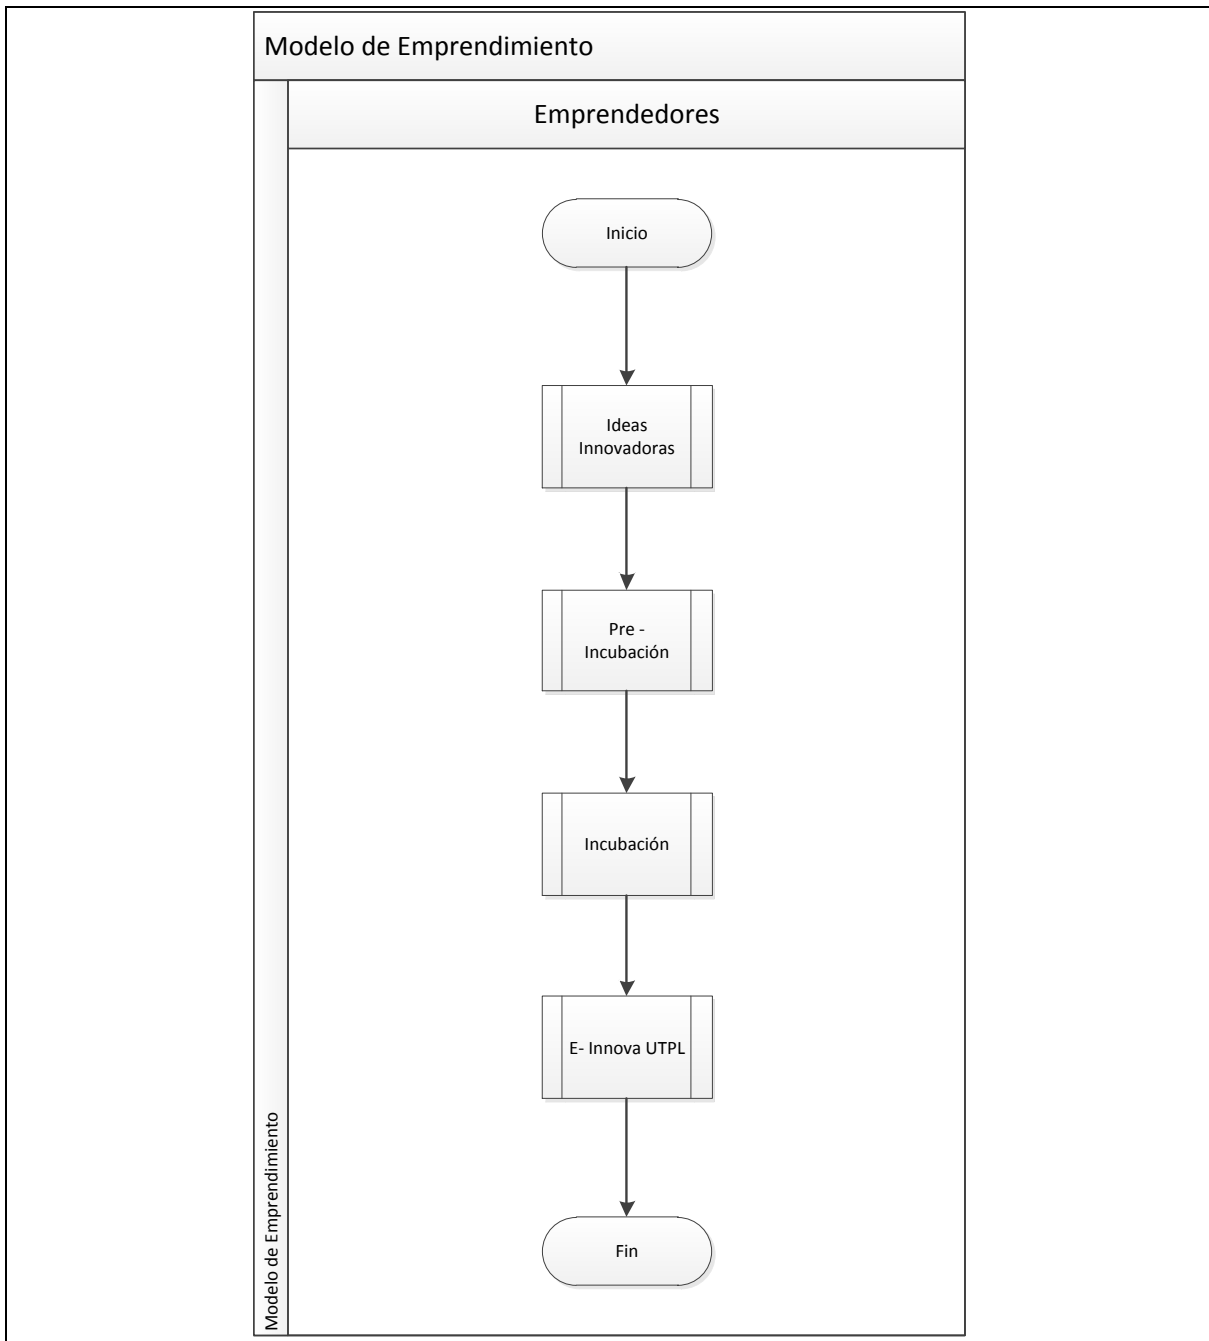 Modelo de Emprendimiento
Emprendedores
Inicio
Ideas
Innovadoras
Pre -
Incubación
Incubación
E- Innova UTPL
Fin
Modelo de Emprendimiento